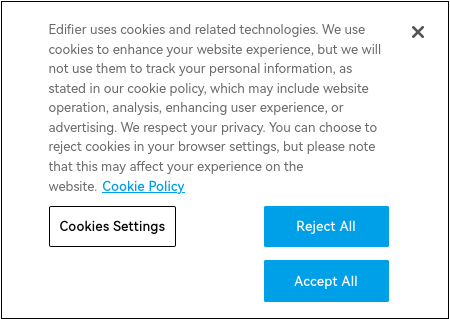 Edifier uses cookies and related technologies. We use
cookies to enhance your website experience, but we will
not use them to track your personal information, as
stated in our cookie policy, which may include website
operation, analysis, enhancing user experience, or
advertising. We respect your privacy. You can choose to
reject cookies in your browser settings, but please note
that this may affect your experience on the
website. Cookie Policy
Cookies Settings
Reject All
Accept All